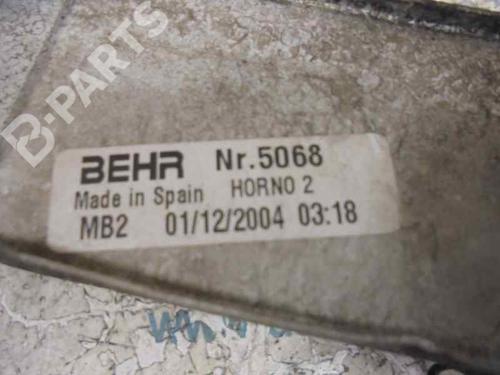 B-PARTS
BEHR Nr.5068
Made in Spain HORNO 2
MB2 01/12/2004 03:18